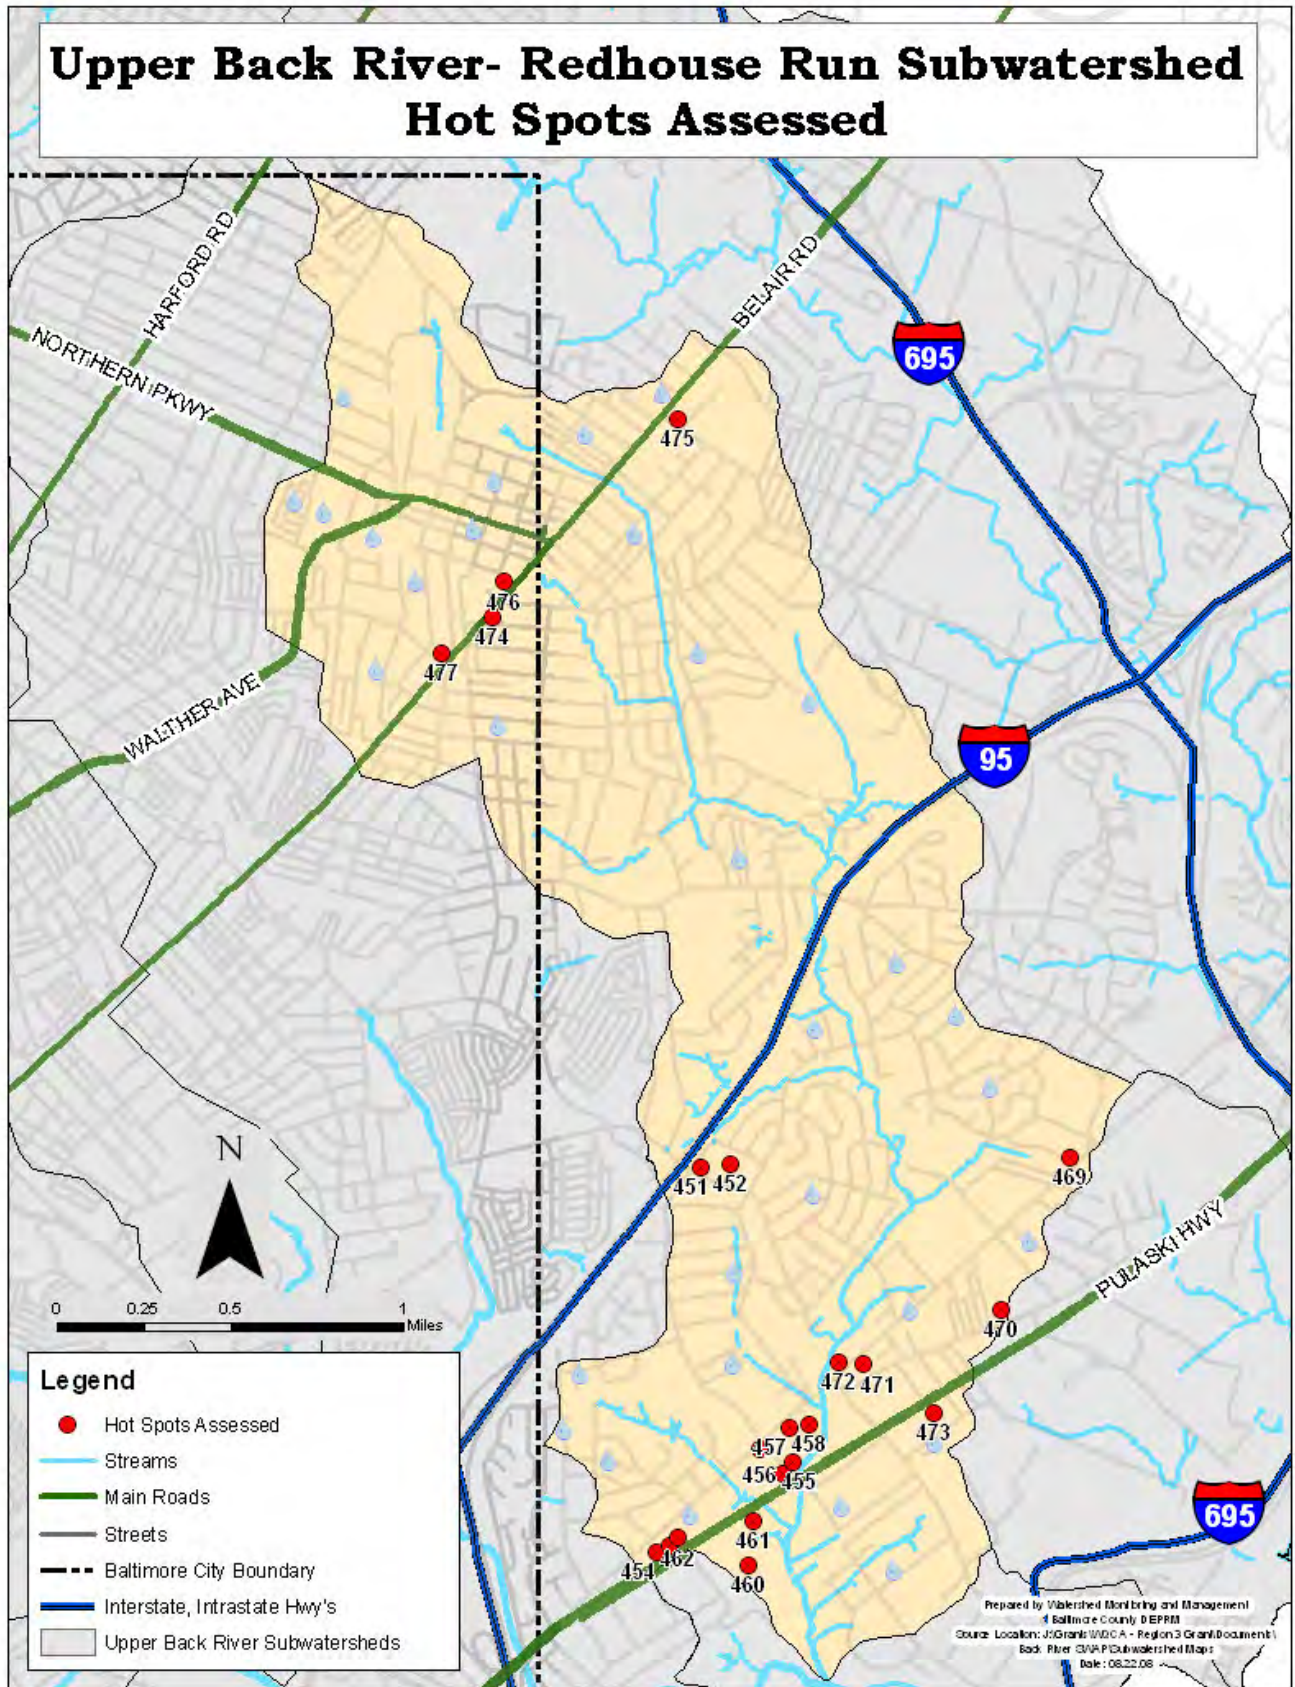 Upper Back River- Redhouse Run Subwatershed
Hot Spots Assessed
HARFORD RD
BELAIR RD
NORTHERN PKWY
695
475
476
474
477
WALTHER AVE
95
N
451 452
469
PULASKI HWY
470
0 0.25 0.5 1
Miles
472 471
473
457 458
456 455
461
462
454
460
695
Legend
Hot Spots Assessed
Streams
Main Roads
Streets
Baltimore City Boundary
Interstate, Intrastate Hwy's
Upper Back River Subwatersheds
Prepared by Watershed Monitoring and Management
Baltimore County DEPRM
Source Location: J:\Grants\
Back River SWAP\Subwatershed Maps
Date: 08.22.08